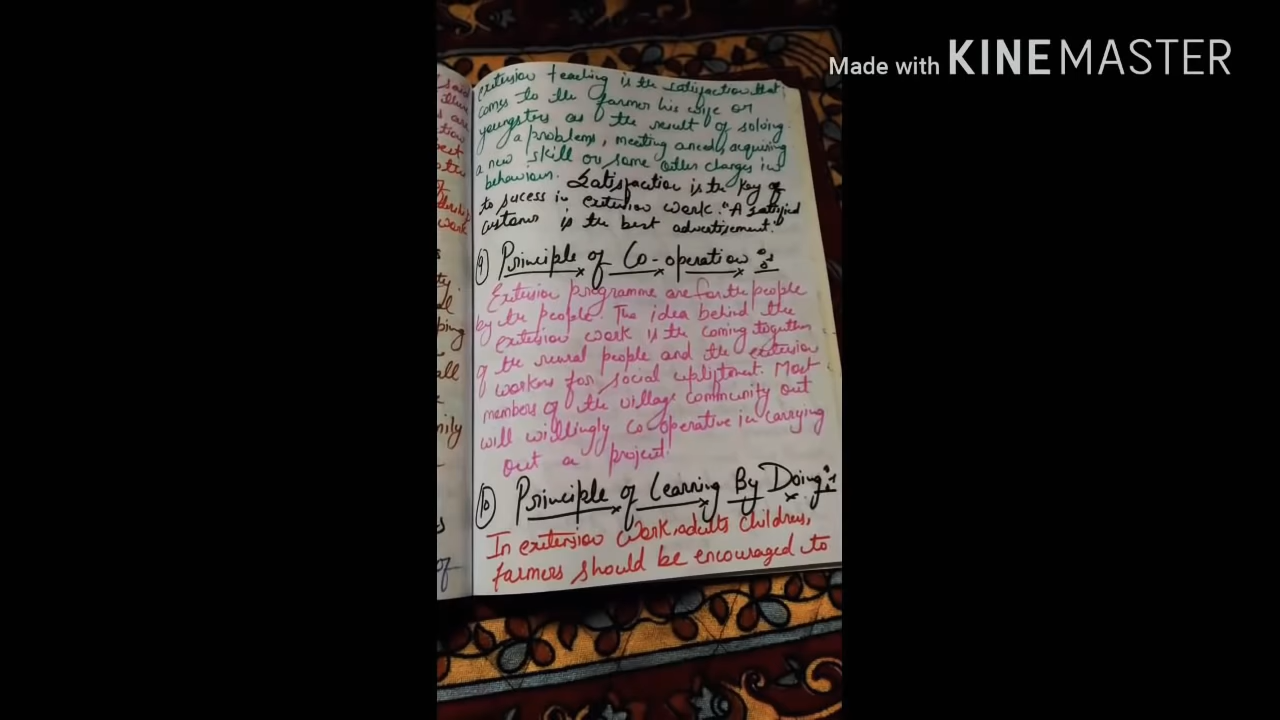 Made with KINEMASTER
extension teaching is the satisfaction that
comes to the farmer his wife or
youngsters as the result of solving
a problems, meeting a need, acquiring
a new skill or some other changes in
behaviour. Satisfaction is the key of
to sucess in extension work. "A satisfied
customer is the best advertisement."
9 Principle of Co-operation :-
Extension programme are for the people
by the people. The idea behind the
extension work is the coming together
of the rural people and the extension
workers for social upliftment. Most
members of the village community out
will willingly co-operative in carrying
out a project.
10 Principle of Learning By Doing :-
In extension work, adults children,
farmers should be encouraged to